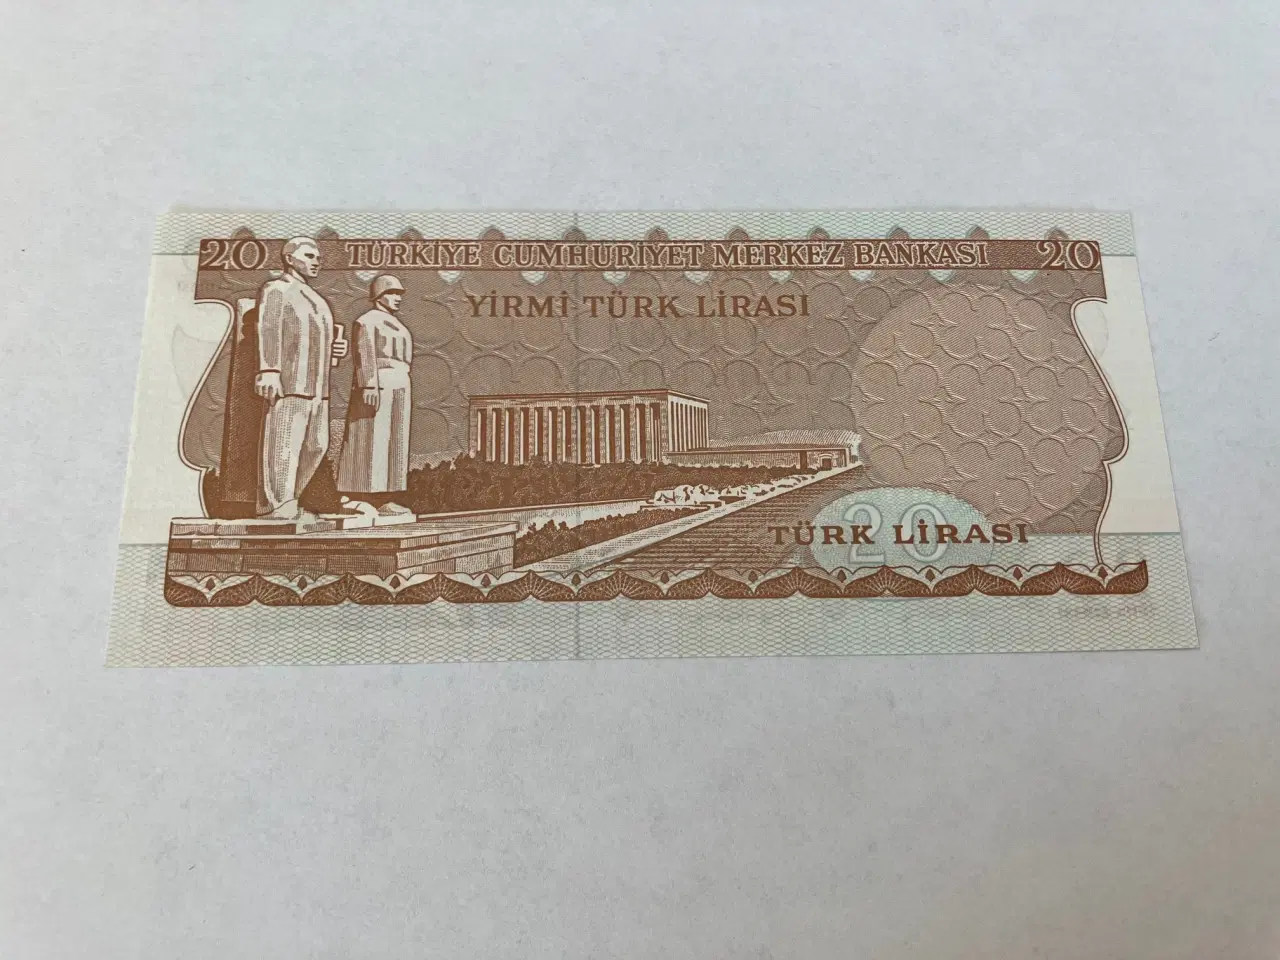 20 TÜRKİYE CUMHURİYET MERKEZ BANKASI 20
YİRMİ TÜRK LİRASI
20
TÜRK LİRASI